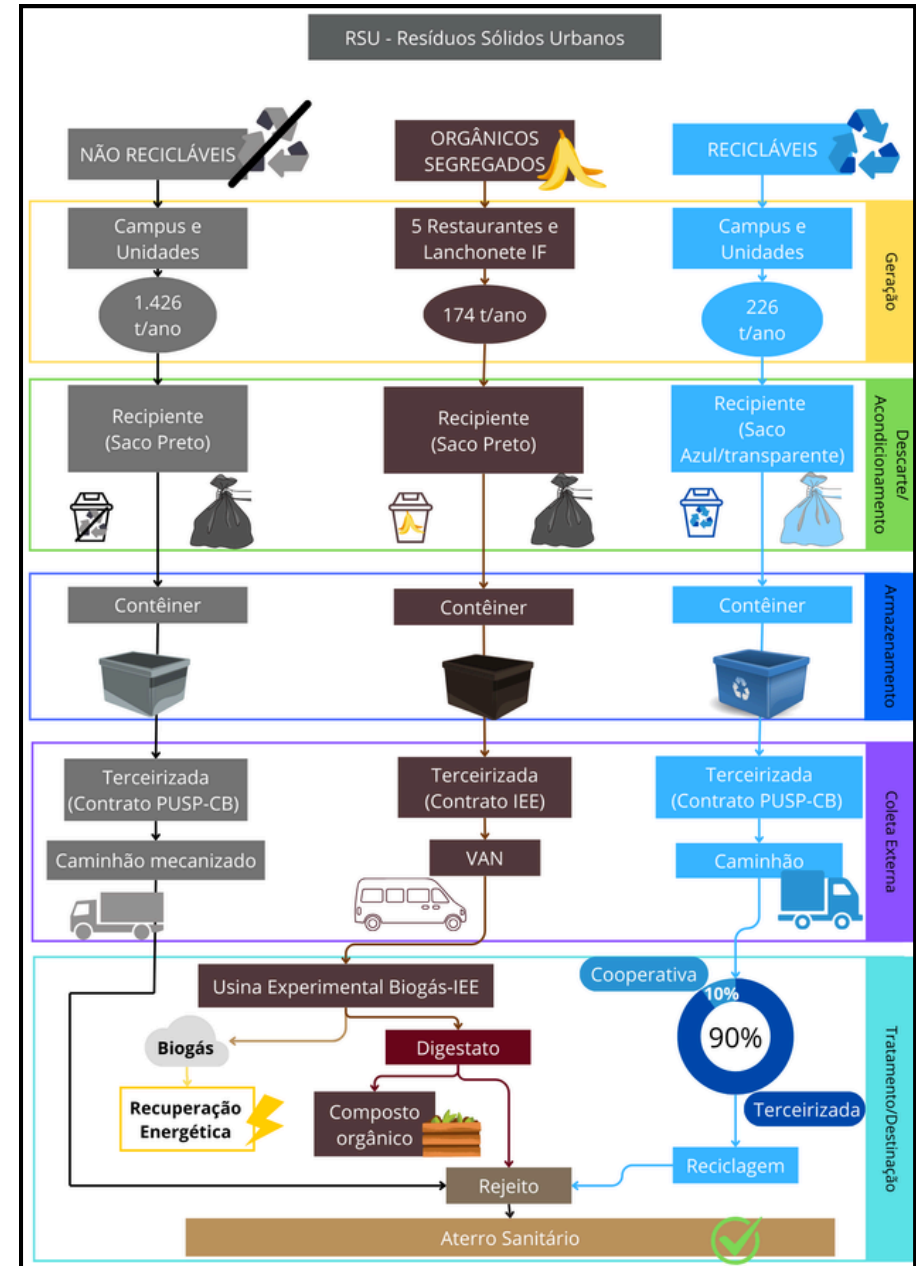 RSU - Resíduos Sólidos Urbanos
NÃO RECICLÁVEIS
ORGÂNICOS
SEGREGADOS
RECICLÁVEIS
Campus e
Unidades
5 Restaurantes e
Lanchonete IF
Campus e
Unidades
Geração
1.426
t/ano
174 t/ano
226
t/ano
Recipiente
(Saco Preto)
Recipiente
(Saco Preto)
Recipiente
(Saco
Azul/transparente)
Descarte/
Acondicionamento
Contêiner
Contêiner
Contêiner
Armazenamento
Terceirizada
(Contrato PUSP-CB)
Terceirizada
(Contrato IEE)
Terceirizada
(Contrato PUSP-CB)
Coleta Externa
Caminhão mecanizado
VAN
Caminhão
Usina Experimental Biogás-IEE
Cooperativa
10%
90%
Terceirizada
Tratamento/Destinação
Biogás
Digestato
Recuperação
Energética
Composto
orgânico
Reciclagem
Rejeito
Aterro Sanitário